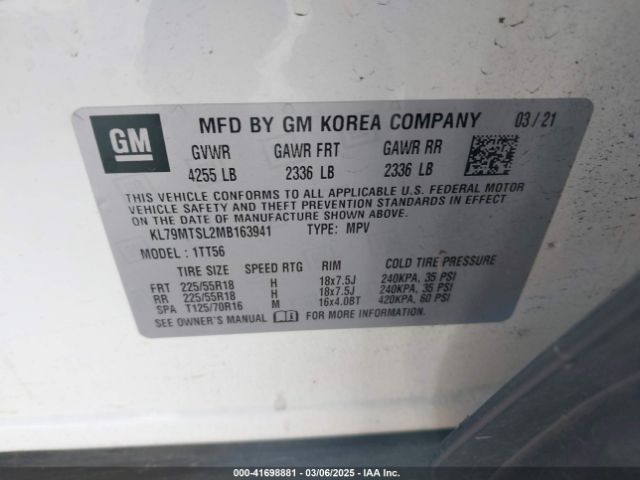 GM
MFD BY GM KOREA COMPANY 03/21
GVWR GAWR FRT GAWR RR
4255 LB 2336 LB 2336 LB
THIS VEHICLE CONFORMS TO ALL APPLICABLE U.S. FEDERAL MOTOR
VEHICLE SAFETY AND THEFT PREVENTION STANDARDS IN EFFECT
ON THE DATE OF MANUFACTURE SHOWN ABOVE.
KL79MTSL2MB163941 TYPE: MPV
MODEL: 1TT56
TIRE SIZE SPEED RTG RIM COLD TIRE PRESSURE
FRT 225/55R18 H 18x7.5J 240KPA, 35 PSI
RR 225/55R18 H 18x7.5J 240KPA, 35 PSI
SPA T125/70R16 M 16x4.0BT 420KPA, 60 PSI
SEE OWNER'S MANUAL FOR MORE INFORMATION
000-41698881 - 03/06/2025 - IAA Inc.